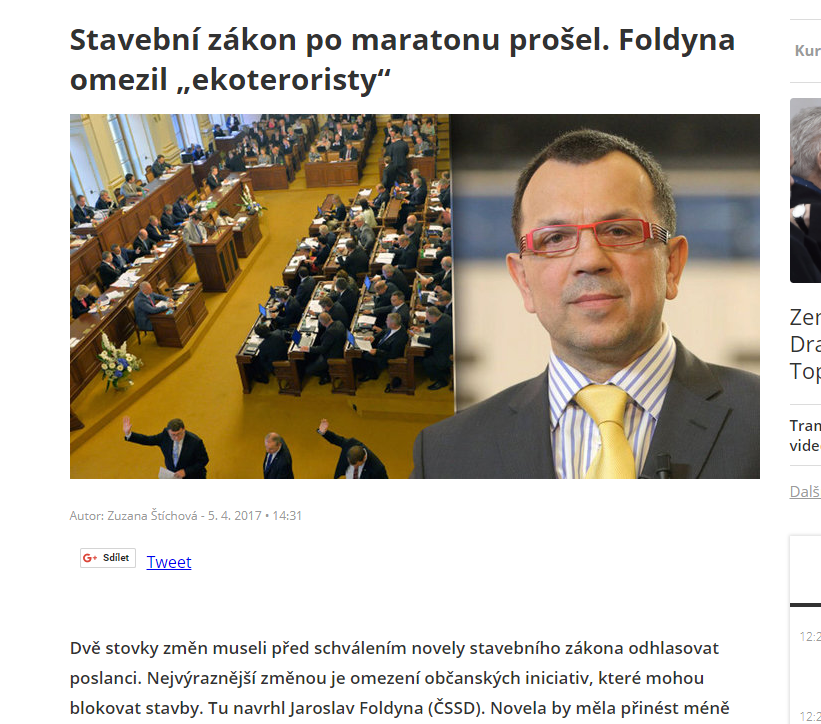 Stavební zákon po maratonu prošel. Foldyna
omezil „ekoteroristy“
Autor: Zuzana Štíchová - 5. 4. 2017 • 14:31
G+ Sdílet
Tweet
Dvě stovky změn museli před schválením novely stavebního zákona odhlasovat
poslanci. Nejvýraznější změnou je omezení občanských iniciativ, které mohou
blokovat stavby. Tu navrhl Jaroslav Foldyna (ČSSD). Novela by měla přinést méně
Kur
Zer
Dra
Top
Tran
vide
Dalš
12:2
12:2